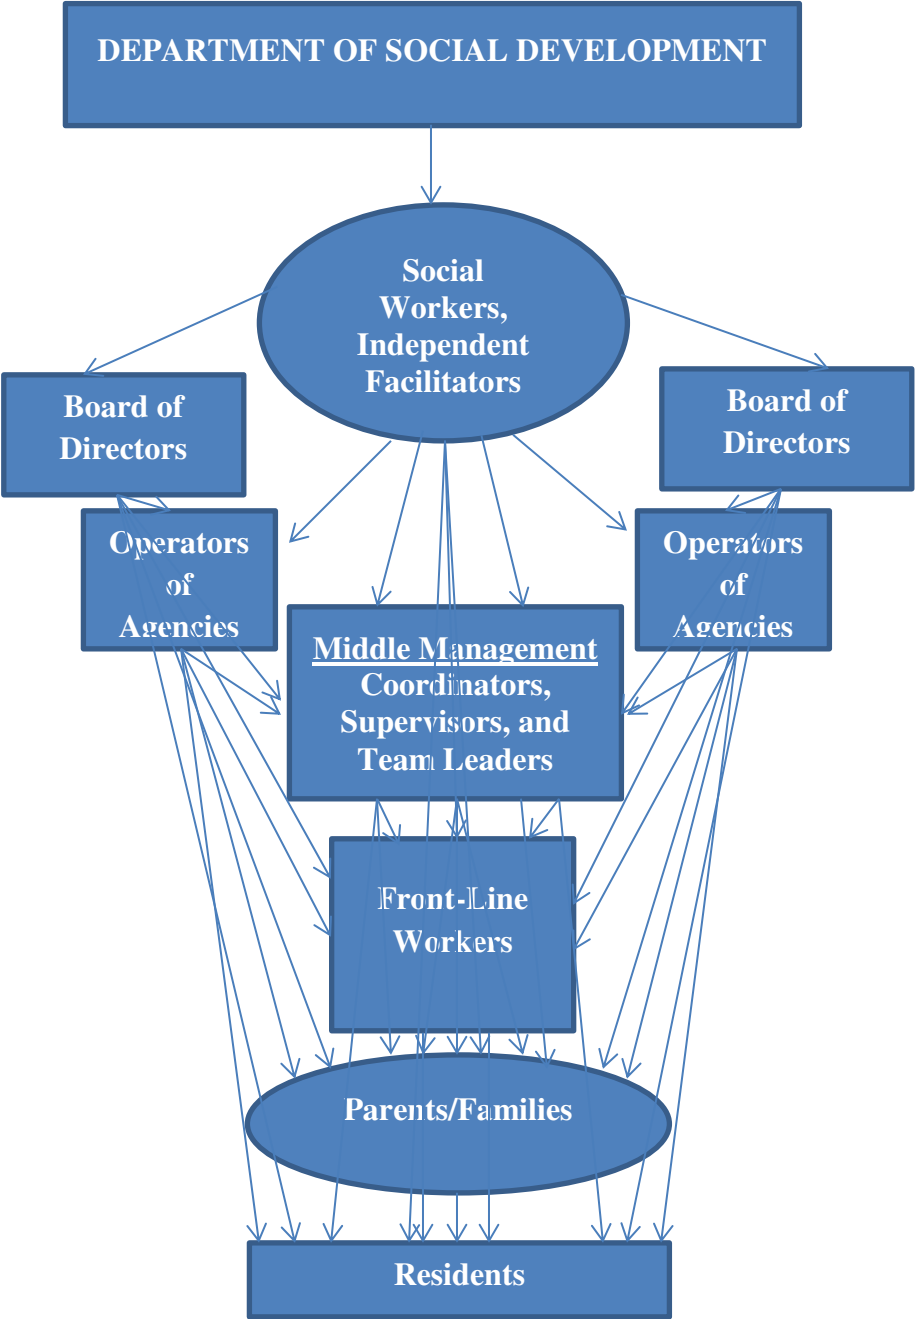 DEPARTMENT OF SOCIAL DEVELOPMENT
Social
Workers,
Independent
Facilitators
Board of
Directors
Board of
Directors
Operators
of
Agencies
Operators
of
Agencies
Middle Management
Coordinators,
Supervisors, and
Team Leaders
Front-Line
Workers
Parents/Families
Residents